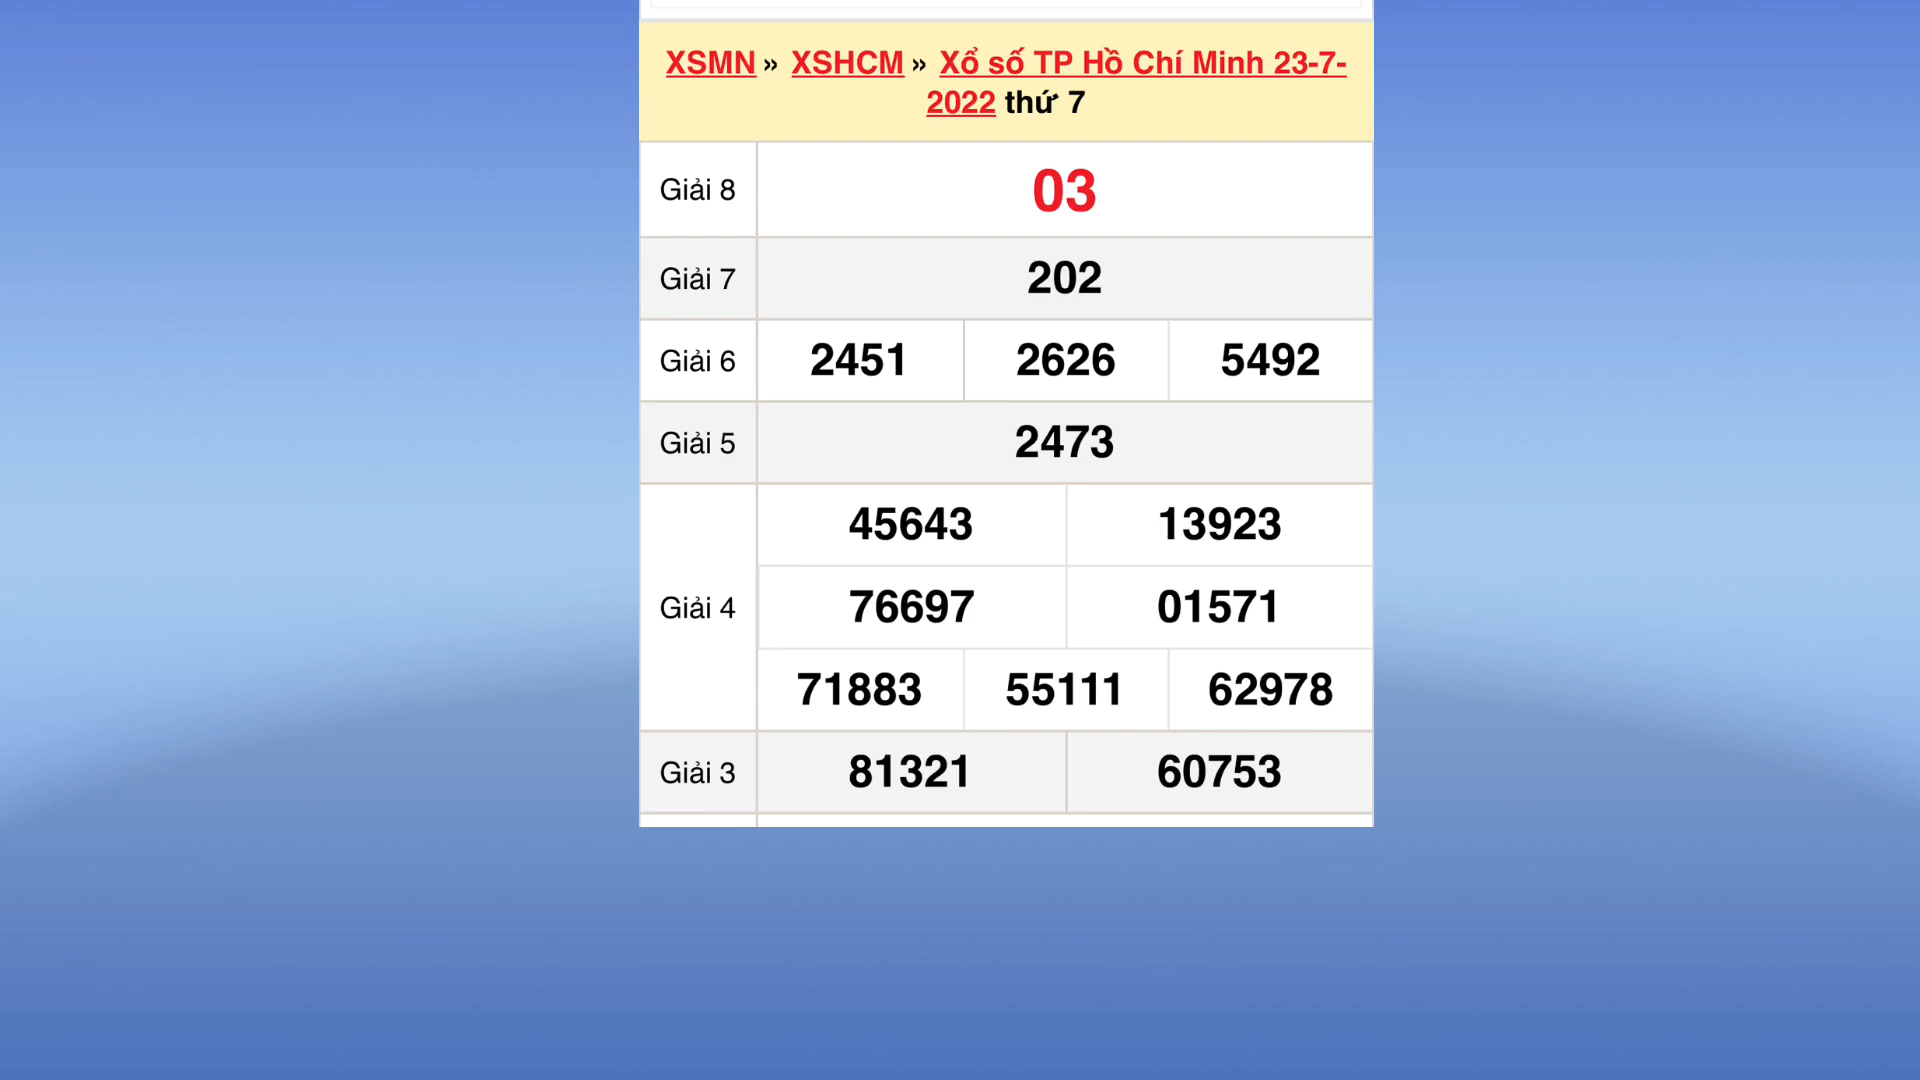 XSMN » XSHCM » Xổ số TP Hồ Chí Minh 23-7-
2022 thứ 7
Giải 8 03
Giải 7 202
Giải 6 2451 2626 5492
Giải 5 2473
Giải 4 45643 13923
76697 01571
71883 55111 62978
Giải 3 81321 60753